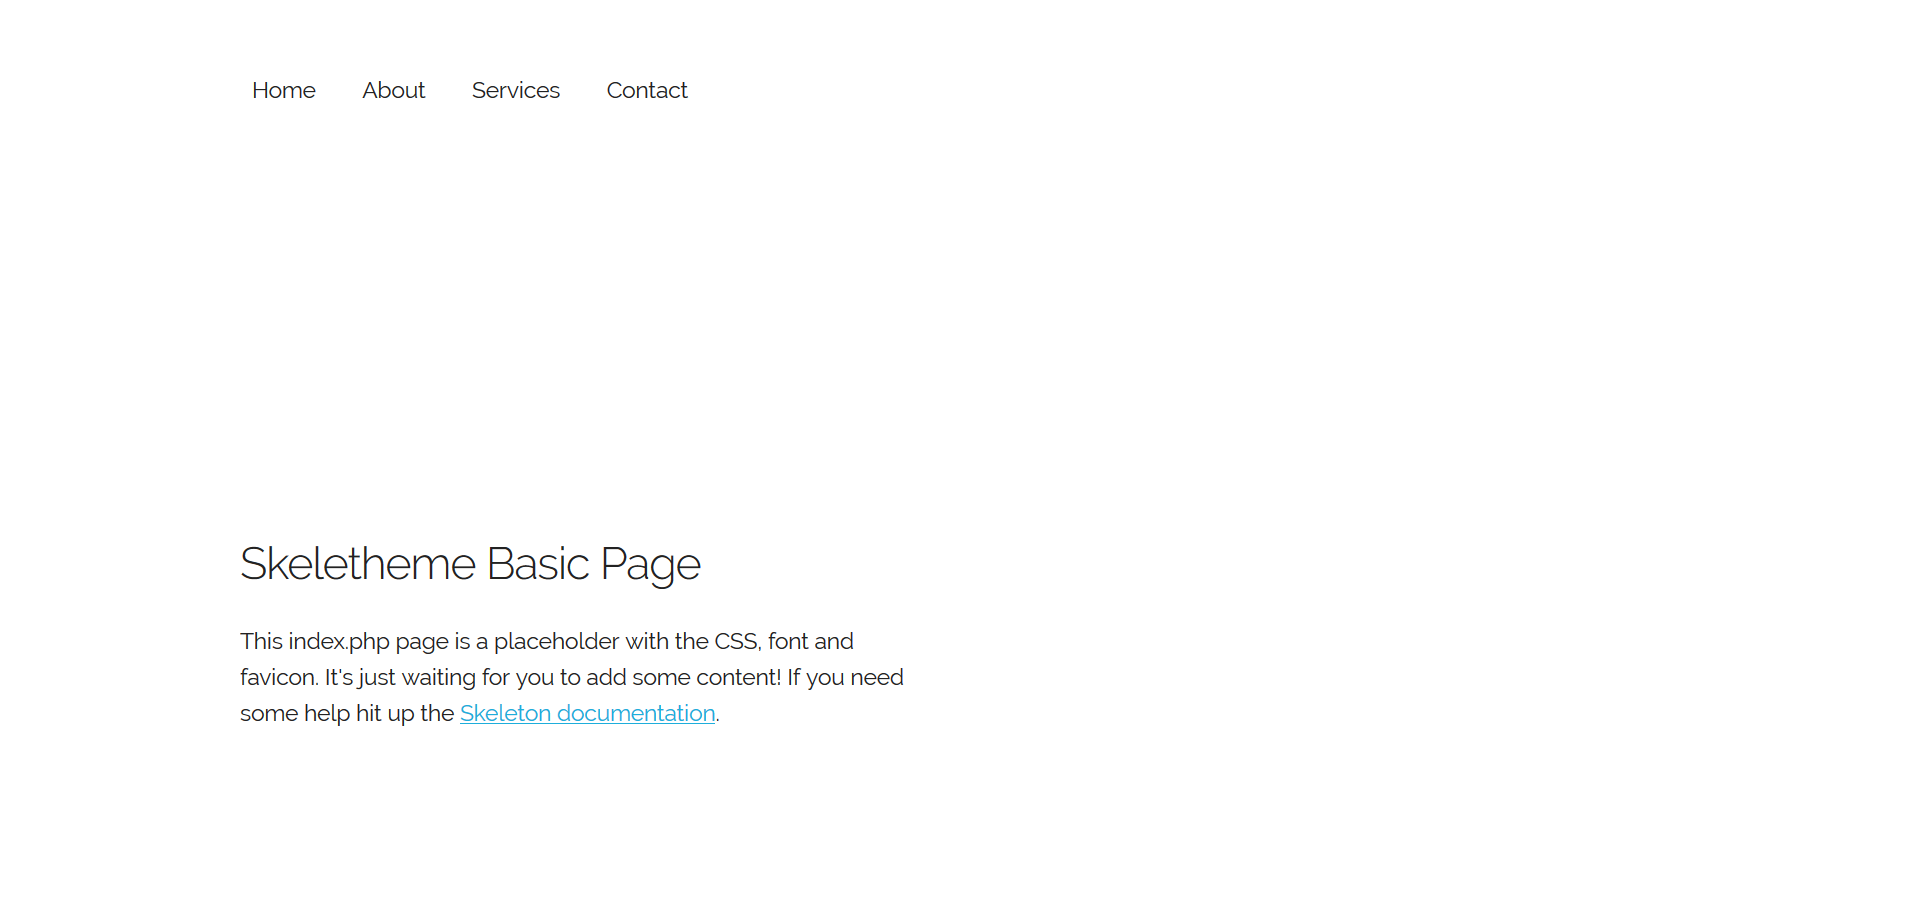 Home About Services Contact
Skeletheme Basic Page
This index.php page is a placeholder with the CSS, font and
favicon. It's just waiting for you to add some content! If you need
some help hit up the Skeleton documentation.